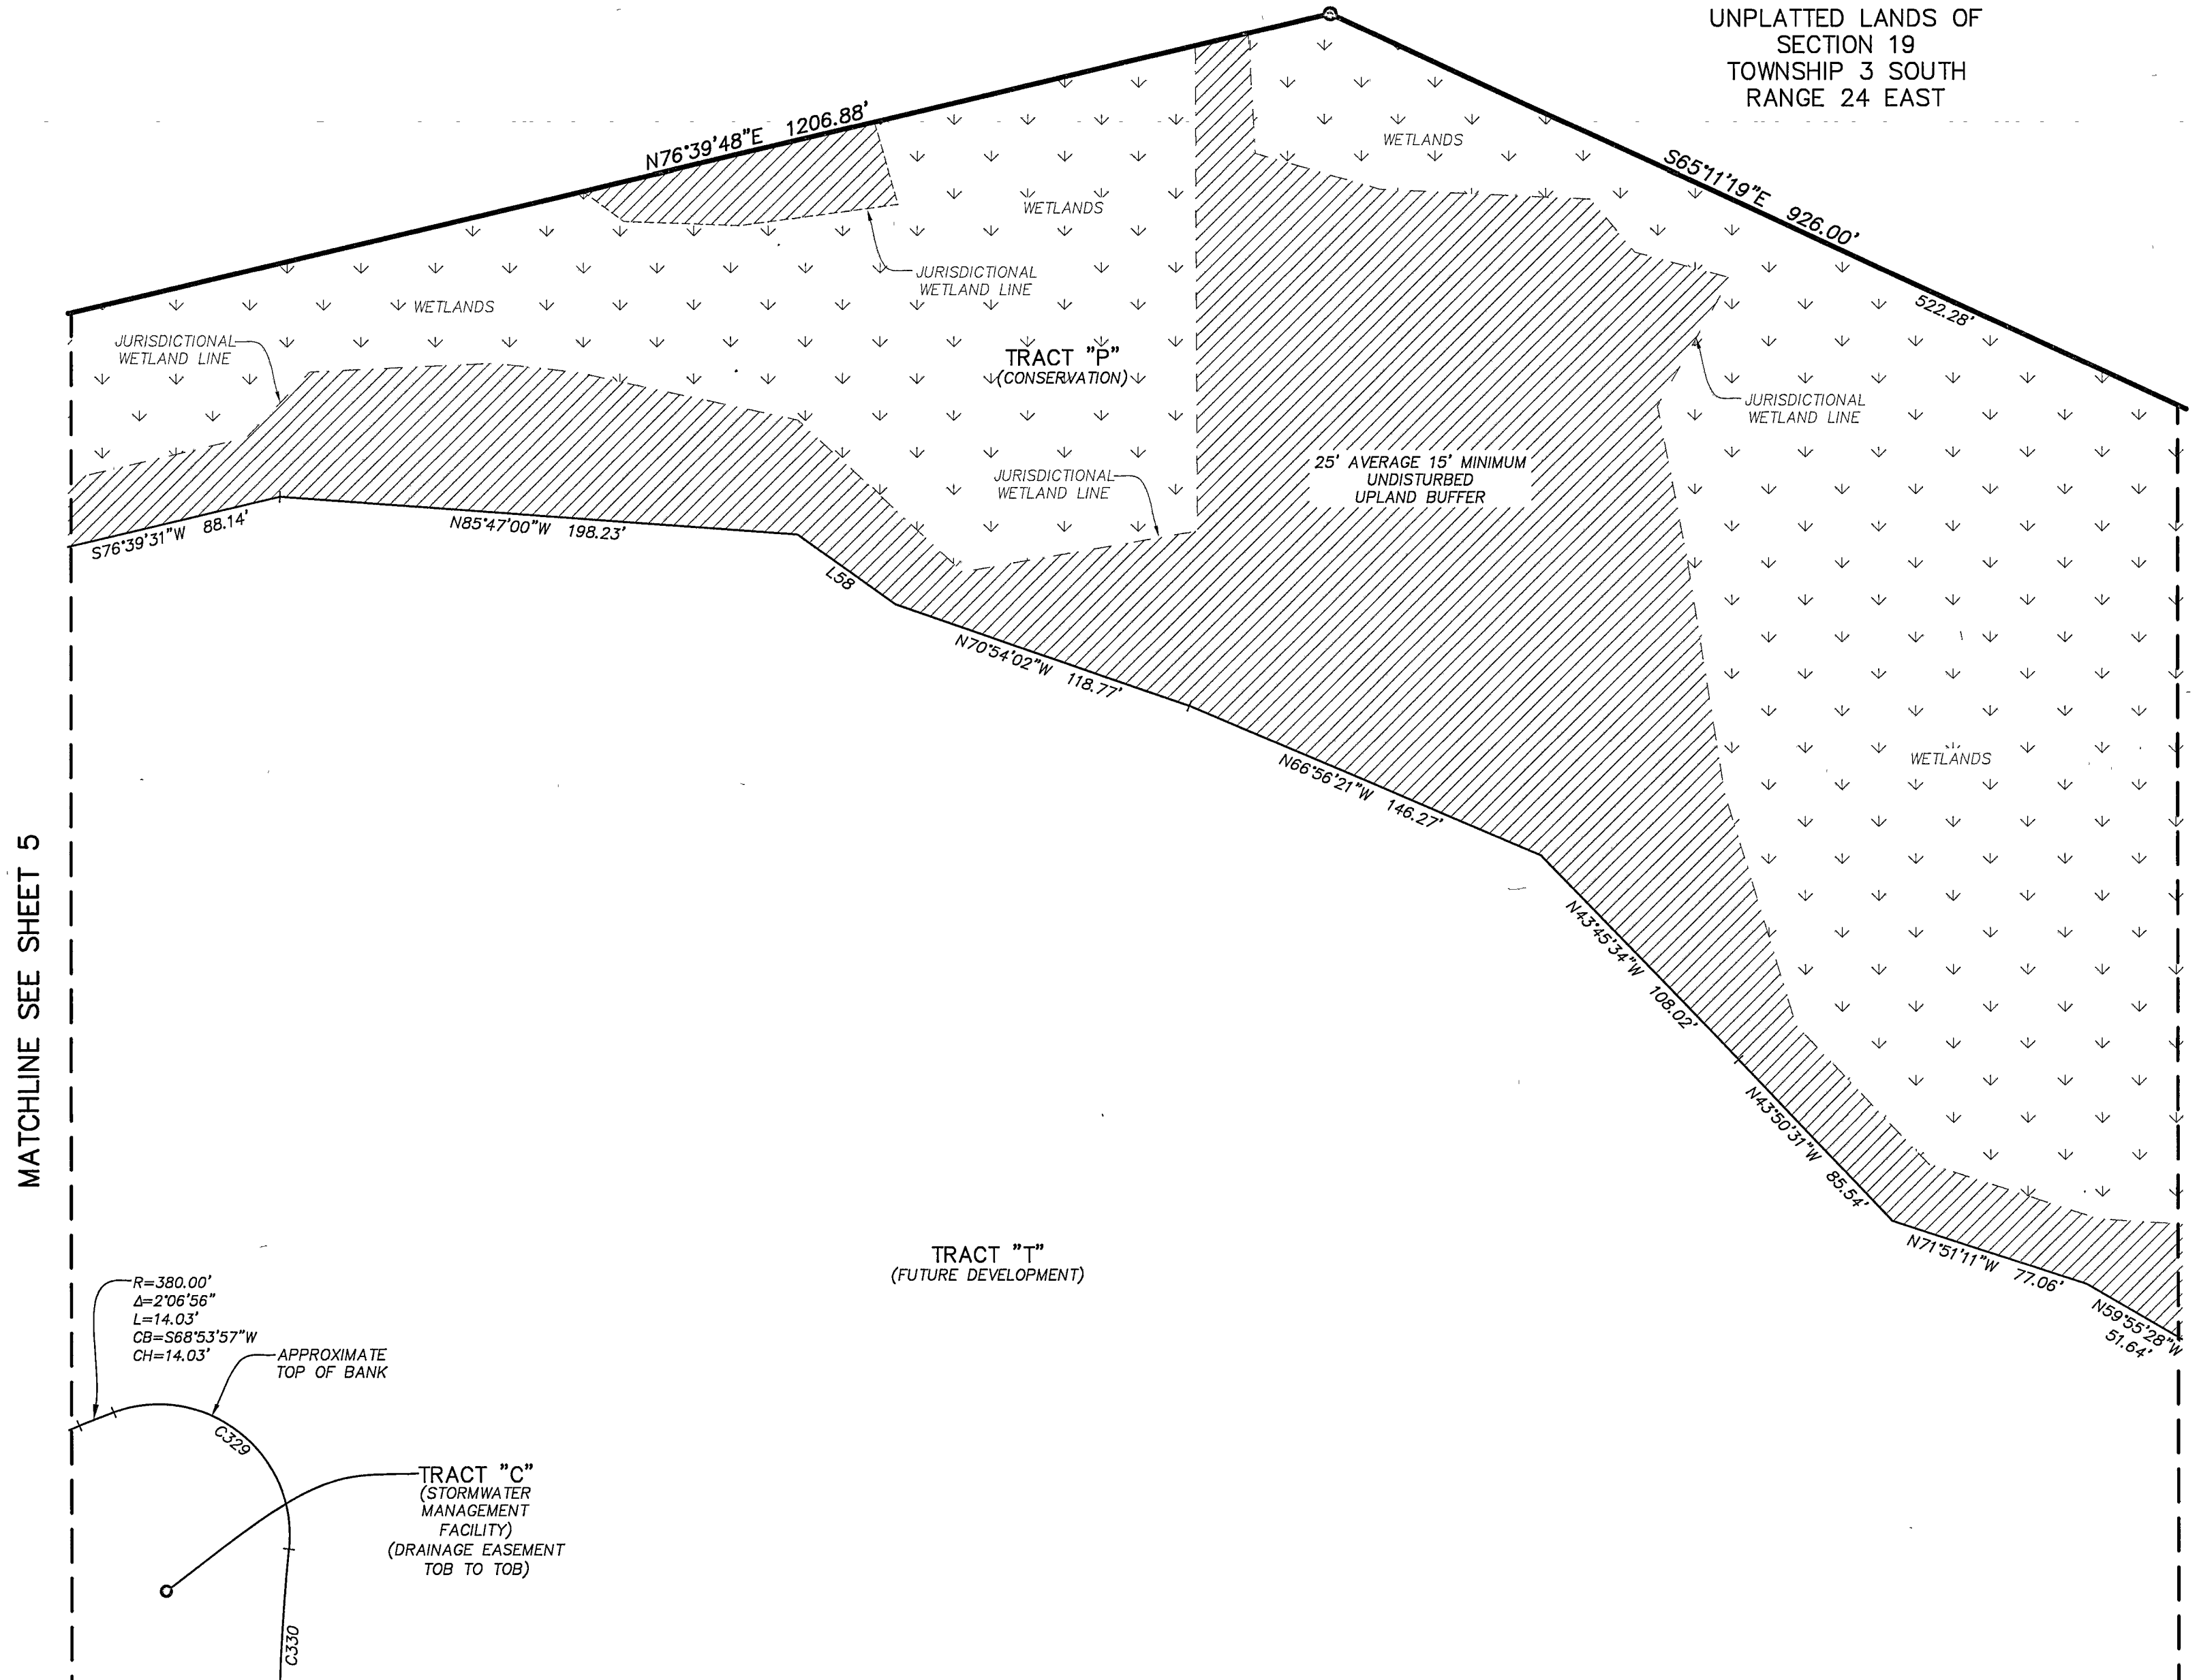 UNPLATTED LANDS OF
SECTION 19
TOWNSHIP 3 SOUTH
RANGE 24 EAST
N76°39'48"E 1206.88'
WETLANDS
S65°11'19"E 926.00'
WETLANDS
JURISDICTIONAL
WETLAND LINE
WETLANDS
522.28'
JURISDICTIONAL
WETLAND LINE
TRACT "P"
(CONSERVATION)
JURISDICTIONAL
WETLAND LINE
25' AVERAGE 15' MINIMUM
UNDISTURBED
UPLAND BUFFER
JURISDICTIONAL
WETLAND LINE
S76°39'31"W 88.14'
N85°47'00"W 198.23'
L58
N70°54'02"W 118.77'
N66°56'21"W 146.27'
WETLANDS
N43°45'34"W 108.02'
N43°50'31"W 85.54'
N71°51'11"W 77.06'
N59°55'28"W
51.64'
MATCHLINE SEE SHEET 5
TRACT "T"
(FUTURE DEVELOPMENT)
R=380.00'
Δ=2°06'56"
L=14.03'
CB=S68°53'57"W
CH=14.03'
APPROXIMATE
TOP OF BANK
C329
TRACT "C"
(STORMWATER
MANAGEMENT
FACILITY)
(DRAINAGE EASEMENT
TOB TO TOB)
C330